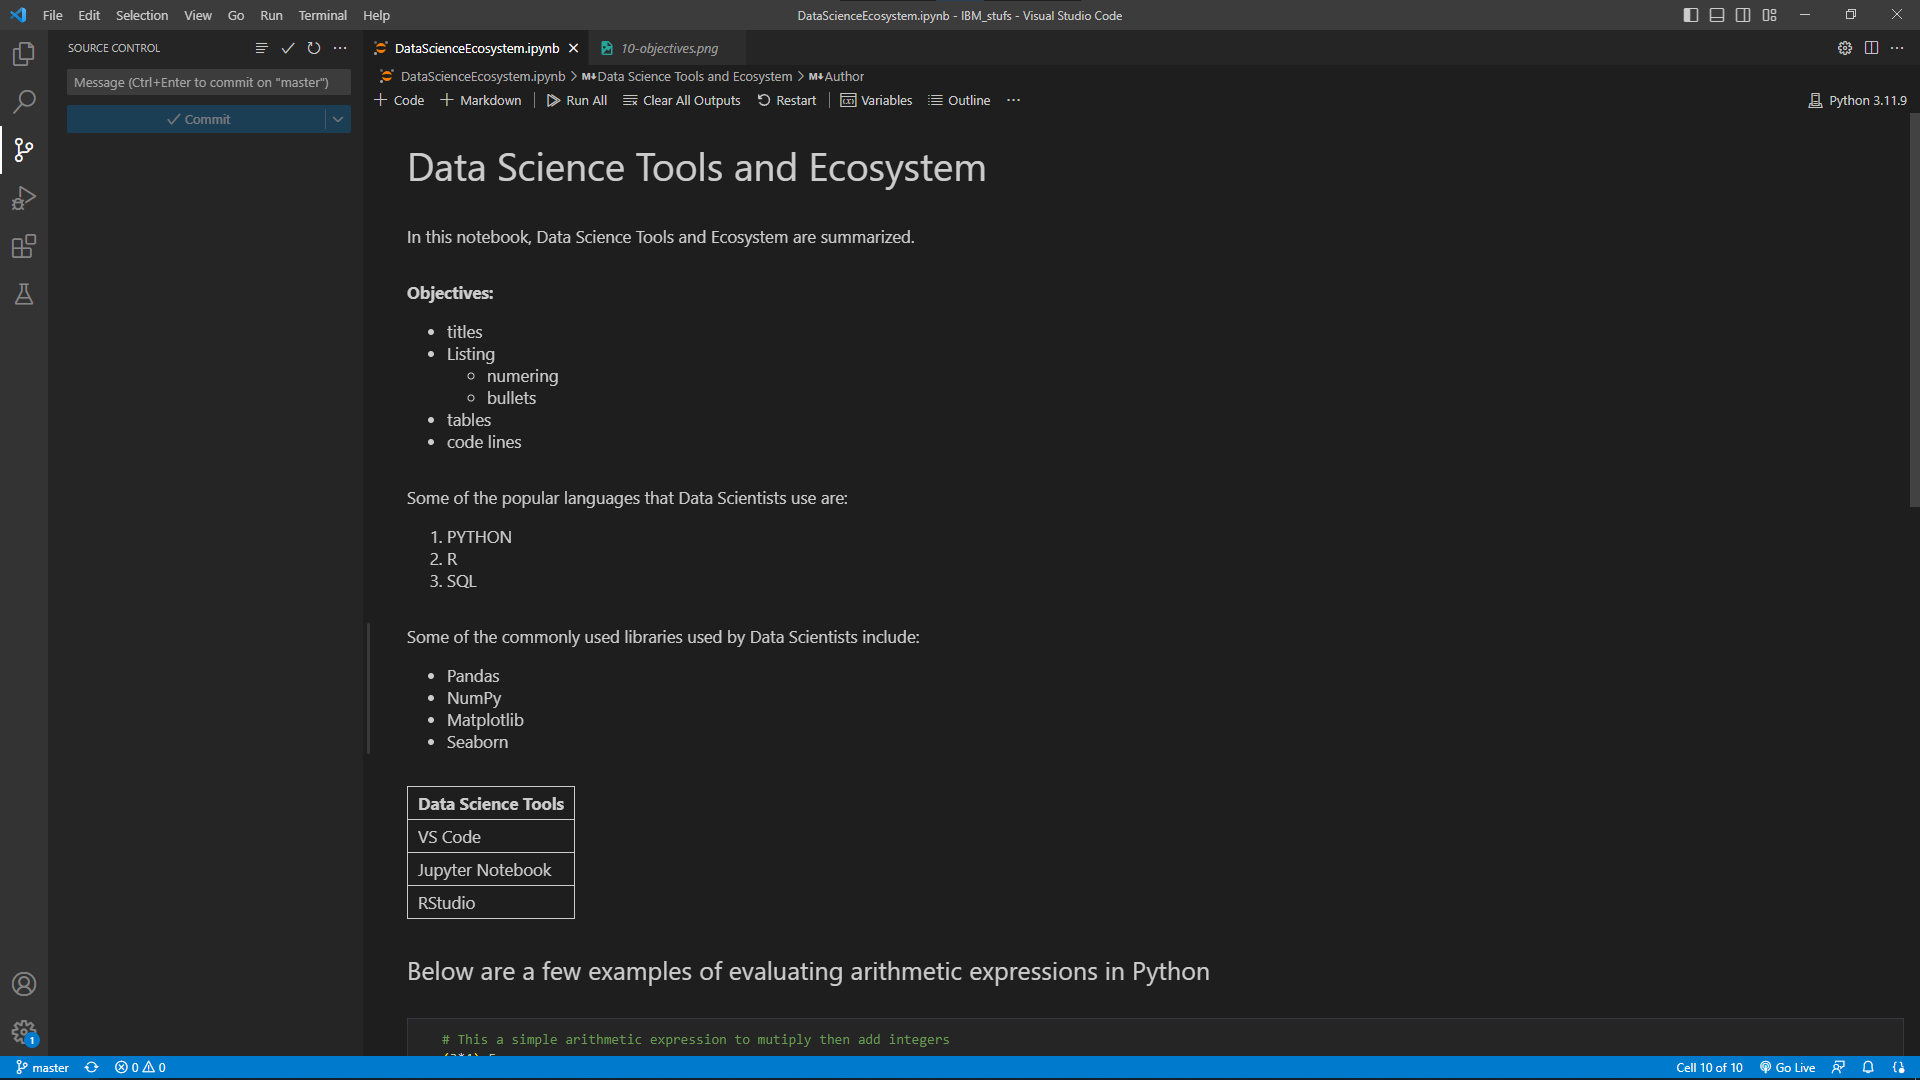 File Edit Selection View Go Run Terminal Help
DataScienceEcosystem.ipynb - IBM_stufs - Visual Studio Code
SOURCE CONTROL
Message (Ctrl+Enter to commit on "master")
Commit
DataScienceEcosystem.ipynb
10-objectives.png
DataScienceEcosystem.ipynb > M↓Data Science Tools and Ecosystem > M↓Author
+ Code + Markdown Run All Clear All Outputs Restart Variables Outline ...
Python 3.11.9
Data Science Tools and Ecosystem
In this notebook, Data Science Tools and Ecosystem are summarized.
Objectives:
• titles
• Listing
◦ numering
◦ bullets
• tables
• code lines
Some of the popular languages that Data Scientists use are:
1. PYTHON
2. R
3. SQL
Some of the commonly used libraries used by Data Scientists include:
• Pandas
• NumPy
• Matplotlib
• Seaborn
Data Science Tools
VS Code
Jupyter Notebook
RStudio
Below are a few examples of evaluating arithmetic expressions in Python
# This a simple arithmetic expression to mutiply then add integers
1
master 0 0
Cell 10 of 10 Go Live